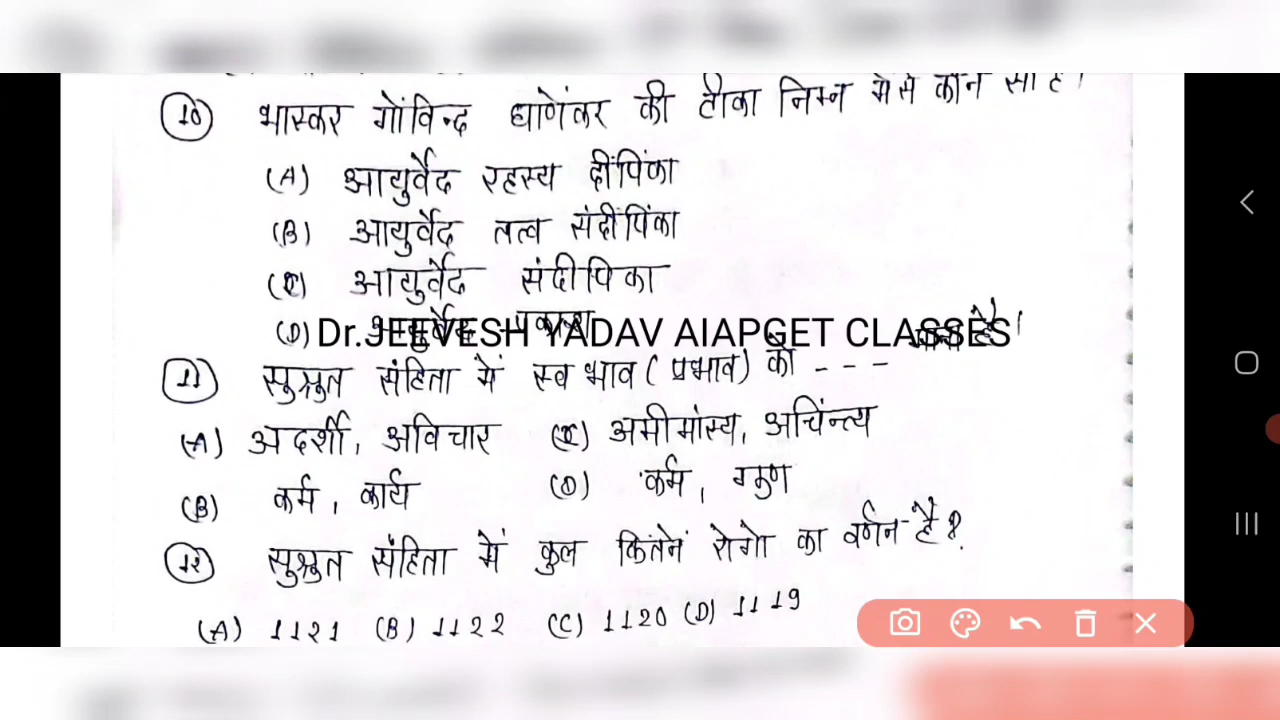 10 भास्कर गोंविन्द घाणेंकर की टीका निम्न मेसे कौन सी है।
(A) आयुर्वेद रहस्य दींपिंका
(B) आयुर्वेद तत्व संदींपिंका
(C) आयुर्वेद संदीपिका
(D)
Dr.JEEVESH YADAV AIAPGET CLASSES
11 सुश्रुत संहिता में स्व भाव ( प्रभाव) को - - - है।
(A) अदर्शी, अविचार (C) अमीमांस्य, अचिंन्त्य
(B) कर्म, कार्य (D) कर्म, गुण
12 सुश्रुत संहिता में कुल कितनें रोगो का वर्णन है?
(A) 1121 (B) 1122 (C) 1120 (D) 1119